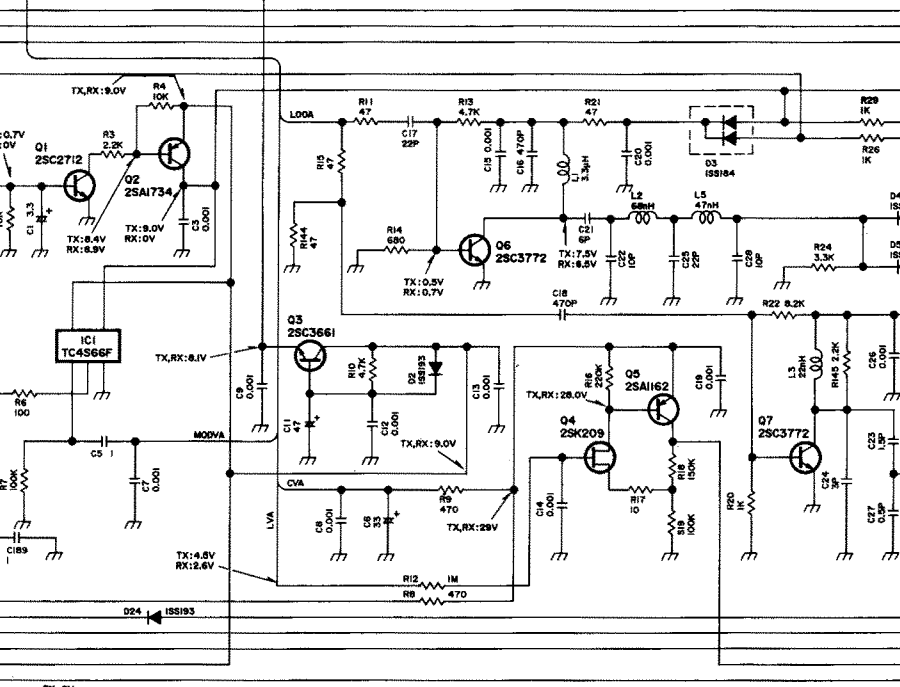 TX,RX:9.0V
R4
10K
:0.7V
:0V
Q1
2SC2712
R3
2.2K
Q2
2SA1734
C1 3.3
+
TX:8.4V
RX:8.9V
TX:9.0V
RX:0V
C3
0.001
LOOA
R11
47
C17
22P
R13
4.7K
C15 0.001
C16 470P
L1
3.3μH
R21
47
C20
0.001
D3
1SS184
R29
1K
R26
1K
R15
47
R144
47
R14
680
Q6
2SC3772
TX:0.5V
RX:0.7V
C21
6P
TX:7.5V
RX:6.5V
L2
68nH
L5
47nH
C22
10P
C25
22P
C28
10P
R24
3.3K
D4
1SS
D5
1SS
C18
470P
R22 8.2K
IC1
TC4S66F
TX,RX:8.1V
Q3
2SC3661
R10
4.7K
D2
1SS193
C9
0.001
C11
47
+
C12
0.001
C13
0.001
TX,RX:9.0V
R6
100
R7
100K
C5 1
C7
0.001
MODVA
C189
1
CVA
LVA
C8
0.001
C6
33
+
R9
470
TX,RX:29V
TX,RX:28.0V
R16
220K
Q5
2SA1162
C19
0.001
Q4
2SK209
C14
0.001
R17
10
R18
150K
S19
100K
L3
22nH
R145 2.2K
C26
0.001
Q7
2SC3772
R20
1K
C24
3P
C23
1.5P
C27
0.5P
TX:4.5V
RX:2.6V
R12 1M
R8 470
D24 1SS193